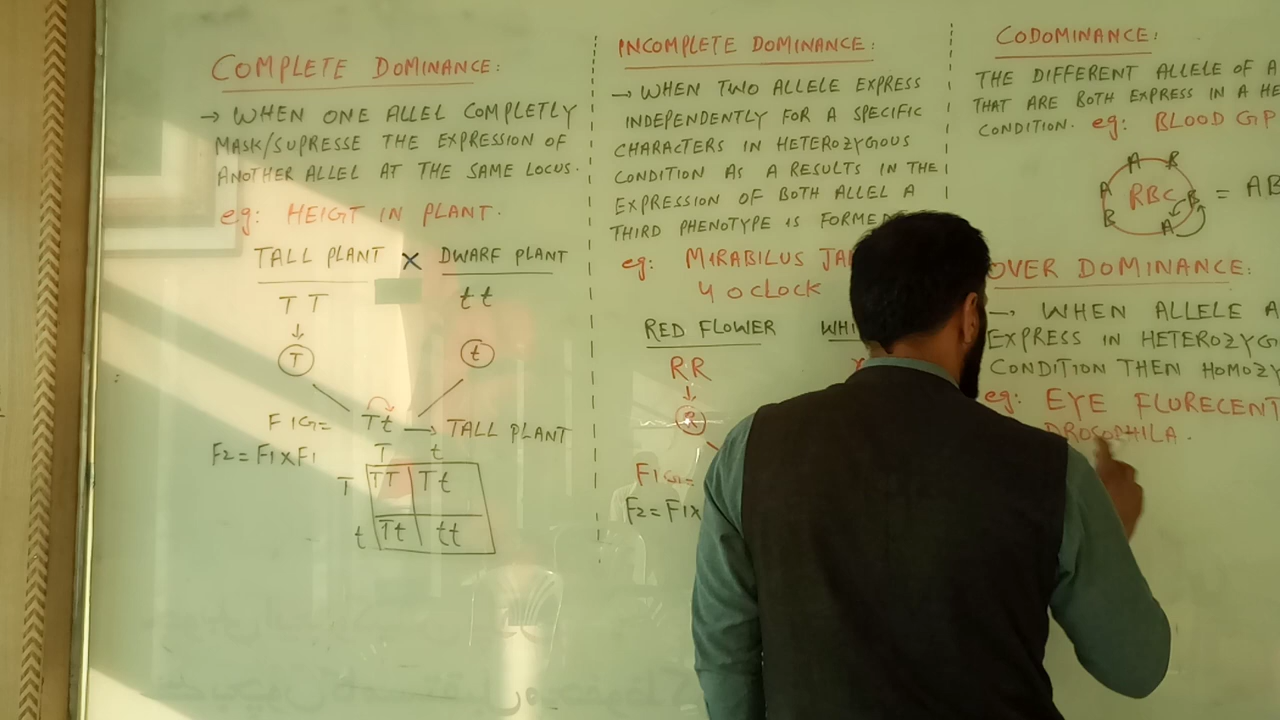 COMPLETE DOMINANCE:
→ WHEN ONE ALLEL COMPLETLY
MASK/SUPRESSE THE EXPRESSION OF
ANOTHER ALLEL AT THE SAME LOCUS.
eg: HEIGT IN PLANT.
TALL PLANT X DWARF PLANT
TT tt
T t
F1G= Tt → TALL PLANT
F2=F1XF1
T t
T TT Tt
t Tt tt
INCOMPLETE DOMINANCE:
→ WHEN TWO ALLELE EXPRESS
INDEPENDENTLY FOR A SPECIFIC
CHARACTERS IN HETEROZYGOUS
CONDITION AS A RESULTS IN THE
EXPRESSION OF BOTH ALLEL A
THIRD PHENOTYPE IS FORME
eg: MIRABILUS JA
4 O CLOCK
RED FLOWER WHI
RR
R
F1G=
F2=F1X
CODOMINANCE:
THE DIFFERENT ALLELE OF A
THAT ARE BOTH EXPRESS IN A HE
CONDITION. eg: BLOOD GP
A B
A RBC B = AB
B A
OVER DOMINANCE:
→ WHEN ALLELE A
EXPRESS IN HETEROZYG
CONDITION THEN HOMOZY
eg: EYE FLURECENT
DROSOPHILA.